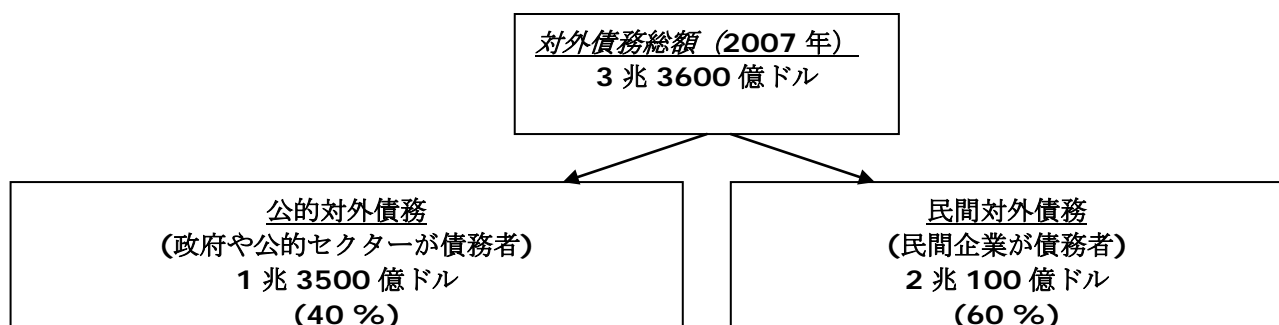 対外債務総額（2007 年）
3 兆 3600 億ドル
公的対外債務
(政府や公的セクターが債務者)
1 兆 3500 億ドル
(40 %)
民間対外債務
(民間企業が債務者)
2 兆 100 億ドル
(60 %)